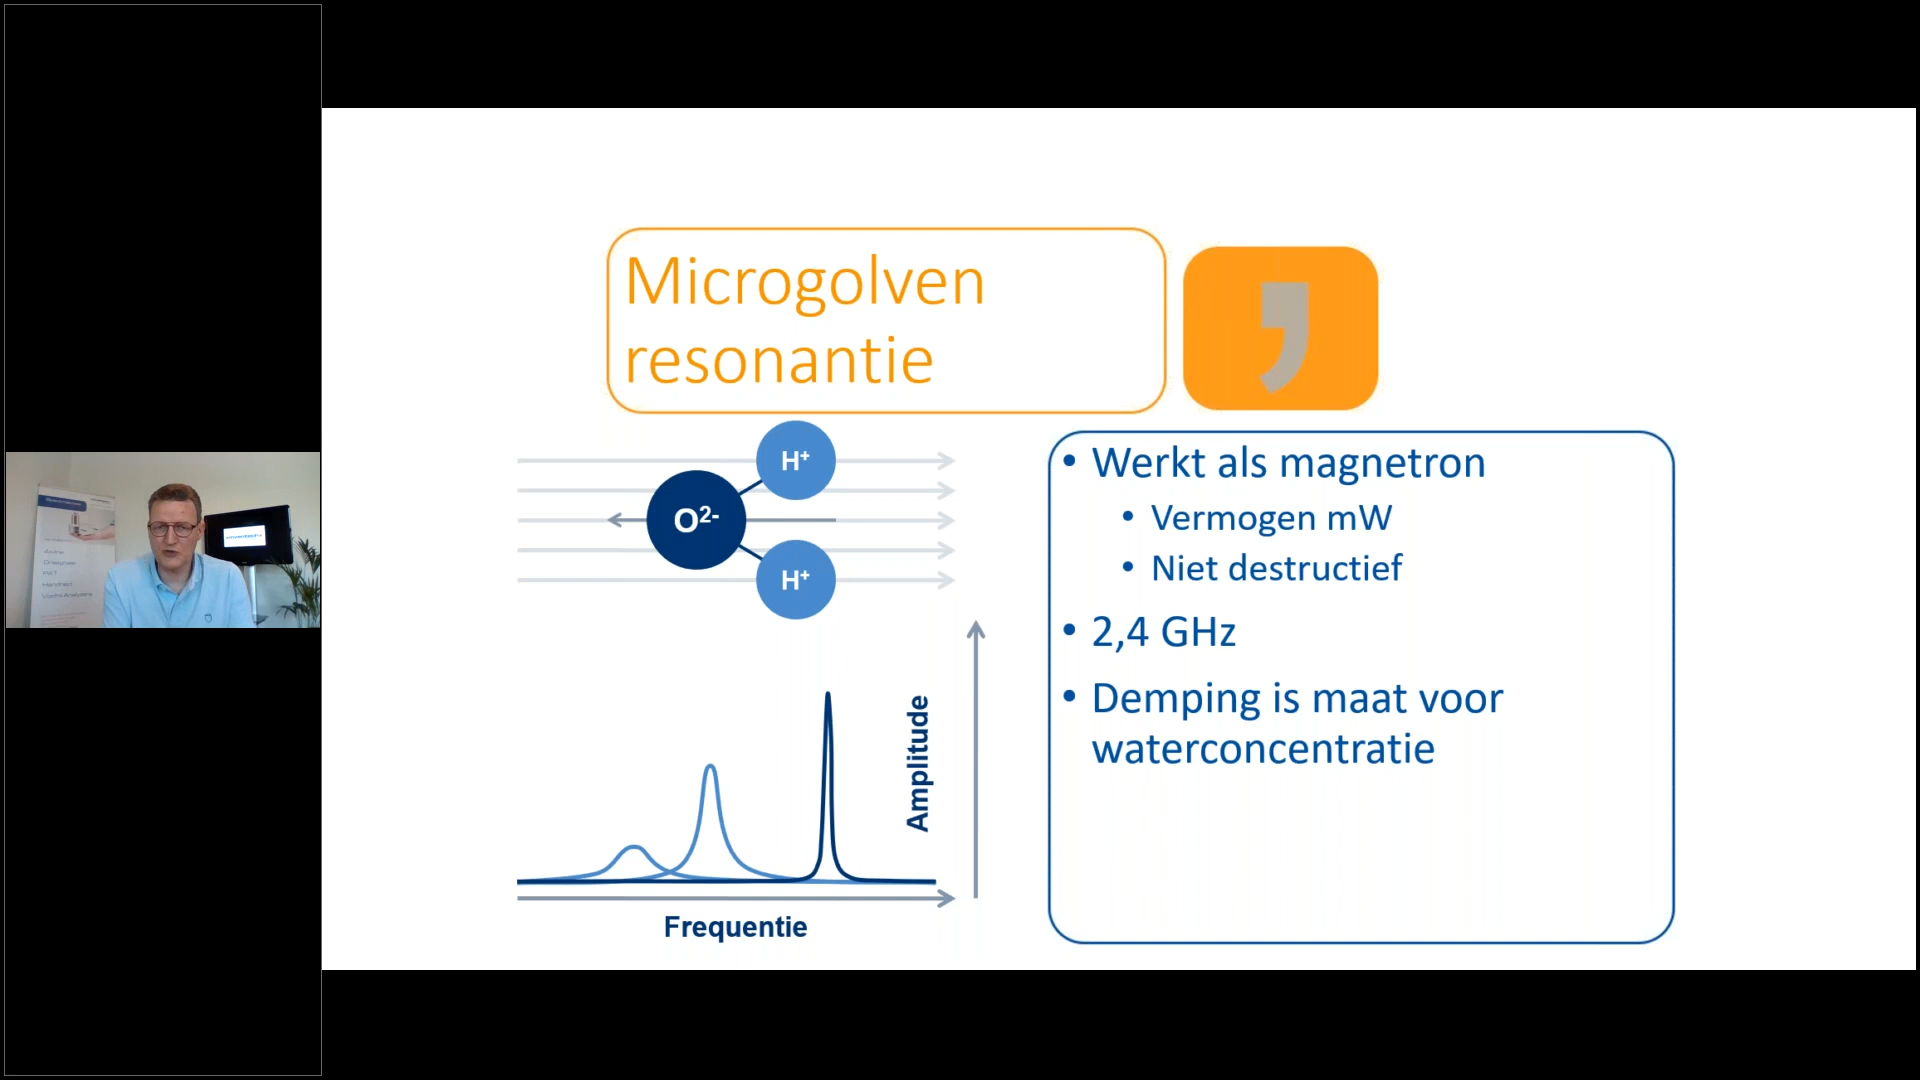 Microgolven
resonantie
H⁺
O²⁻
H⁺
Amplitude
Frequentie
• Werkt als magnetron
• Vermogen mW
• Niet destructief
• 2,4 GHz
• Demping is maat voor
waterconcentratie